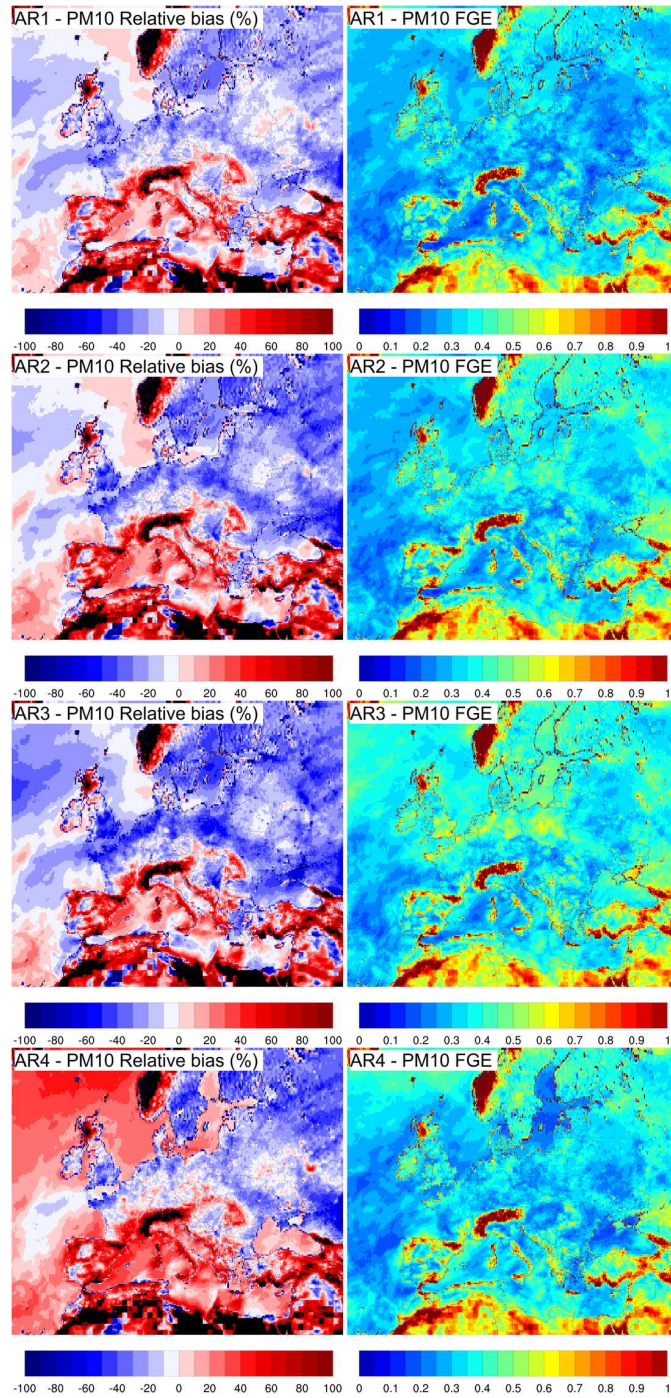 AR1 - PM10 Relative bias (%)
AR1 - PM10 FGE
-100 -80 -60 -40 -20 0 20 40 60 80 100
0 0.1 0.2 0.3 0.4 0.5 0.6 0.7 0.8 0.9 1
AR2 - PM10 Relative bias (%)
AR2 - PM10 FGE
-100 -80 -60 -40 -20 0 20 40 60 80 100
0 0.1 0.2 0.3 0.4 0.5 0.6 0.7 0.8 0.9 1
AR3 - PM10 Relative bias (%)
AR3 - PM10 FGE
-100 -80 -60 -40 -20 0 20 40 60 80 100
0 0.1 0.2 0.3 0.4 0.5 0.6 0.7 0.8 0.9 1
AR4 - PM10 Relative bias (%)
AR4 - PM10 FGE
-100 -80 -60 -40 -20 0 20 40 60 80 100
0 0.1 0.2 0.3 0.4 0.5 0.6 0.7 0.8 0.9 1